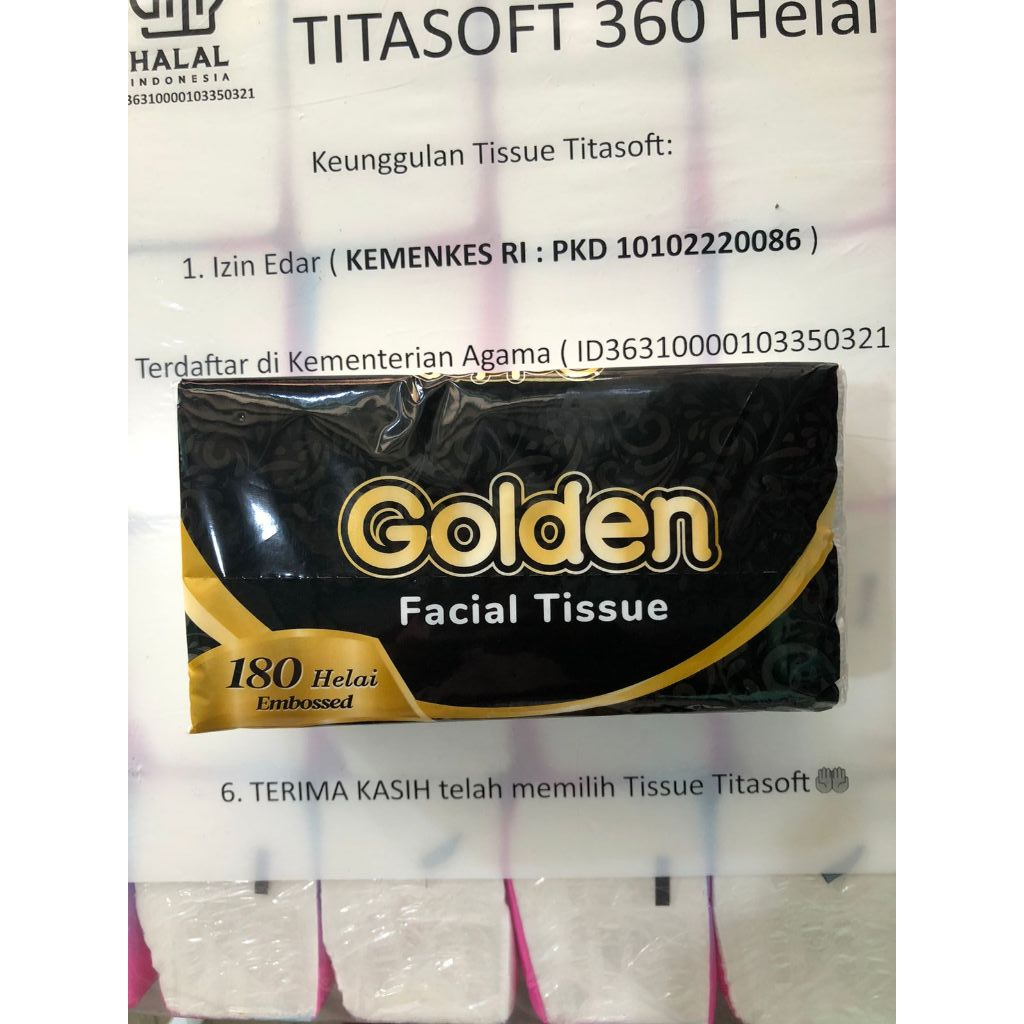 HALAL
INDONESIA
36310000103350321
TITASOFT 360 Helai
Keunggulan Tissue Titasoft:
1. Izin Edar ( KEMENKES RI : PKD 10102220086 )
Terdaftar di Kementerian Agama ( ID36310000103350321
Golden
Facial Tissue
180 Helai
Embossed
6. TERIMA KASIH telah memilih Tissue Titasoft